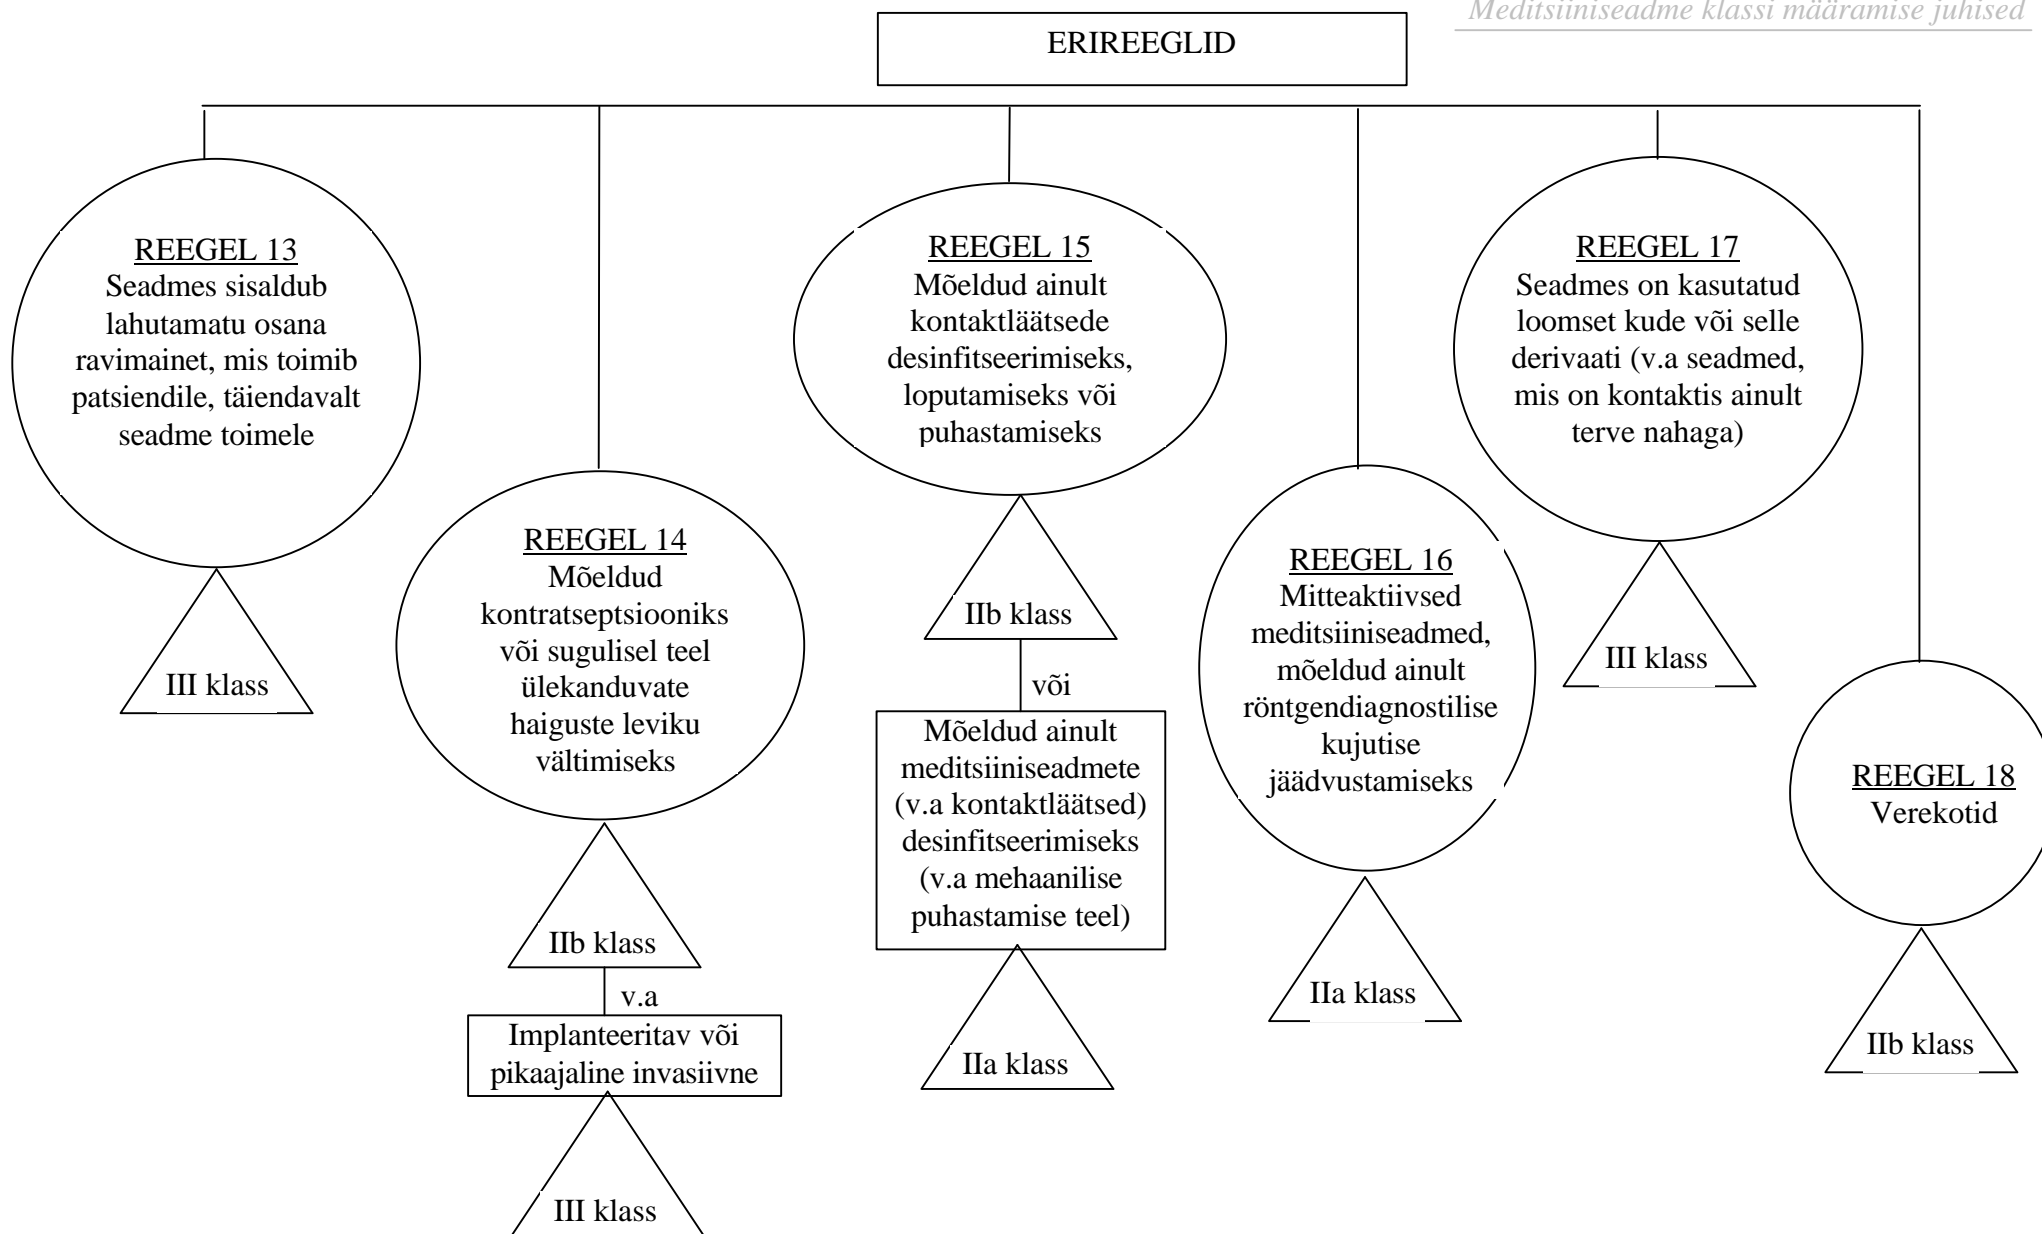 Meditsiiniseadme klassi määramise juhised
ERIREEGLID
REEGEL 13
Seadmes sisaldub
lahutamatu osana
ravimainet, mis toimib
patsiendile, täiendavalt
seadme toimele
III klass
REEGEL 14
Mõeldud
kontratseptsiooniks
või sugulisel teel
ülekanduvate
haiguste leviku
vältimiseks
IIb klass
v.a
Implanteeritav või
pikaajaline invasiivne
III klass
REEGEL 15
Mõeldud ainult
kontaktläätsede
desinfitseerimiseks,
loputamiseks või
puhastamiseks
IIb klass
või
Mõeldud ainult
meditsiiniseadmete
(v.a kontaktläätsed)
desinfitseerimiseks
(v.a mehaanilise
puhastamise teel)
IIa klass
REEGEL 16
Mitteaktiivsed
meditsiiniseadmed,
mõeldud ainult
röntgendiagnostilise
kujutise
jäädvustamiseks
IIa klass
REEGEL 17
Seadmes on kasutatud
loomset kude või selle
derivaati (v.a seadmed,
mis on kontaktis ainult
terve nahaga)
III klass
REEGEL 18
Verekotid
IIb klass